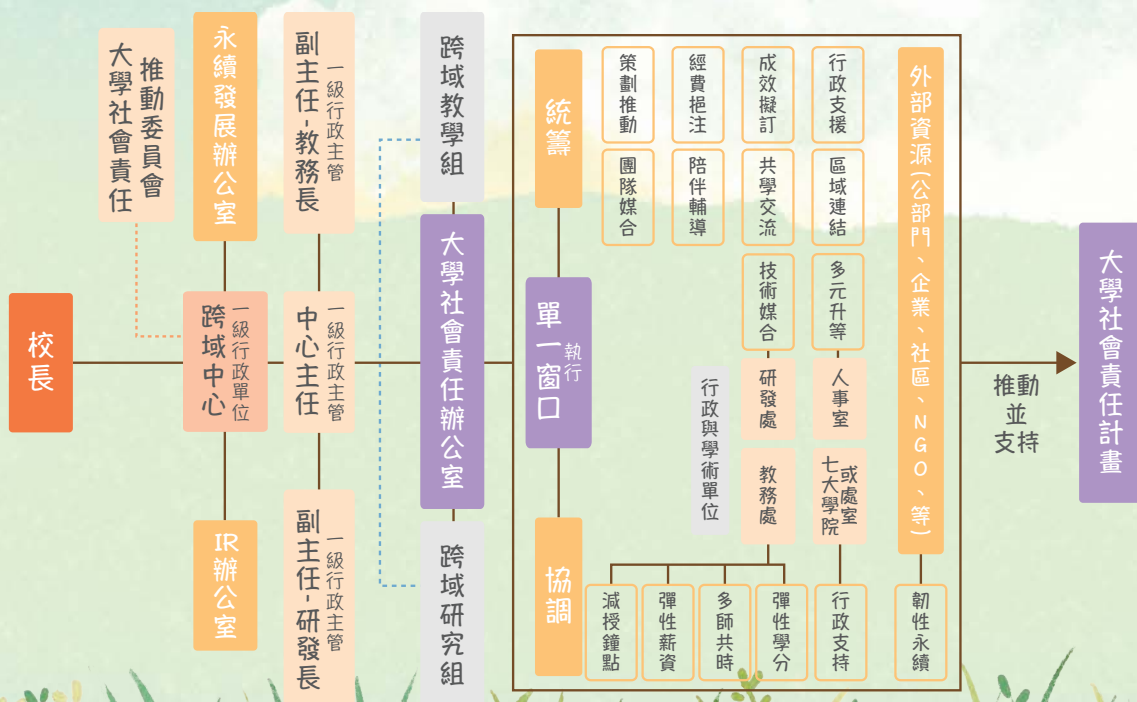 校長
推動委員會
大學社會責任
永續發展辦公室
一級行政單位
跨域中心
IR
辦公室
一級行政主管
副主任-教務長
一級行政主管
中心主任
一級行政主管
副主任-研發長
跨域教學組
大學社會責任辦公室
跨域研究組
統籌
單一窗口
執行
協調
策劃推動
經費挹注
成效擬訂
行政支援
團隊媒合
陪伴輔導
共學交流
區域連結
技術媒合
多元升等
行政與學術單位
研發處
人事室
教務處
或處室
七大學院
減授鐘點
彈性薪資
多師共時
彈性學分
行政支持
外部資源(公部門、企業、社區、NGO、等)
韌性永續
推動
並
支持
大學社會責任計畫